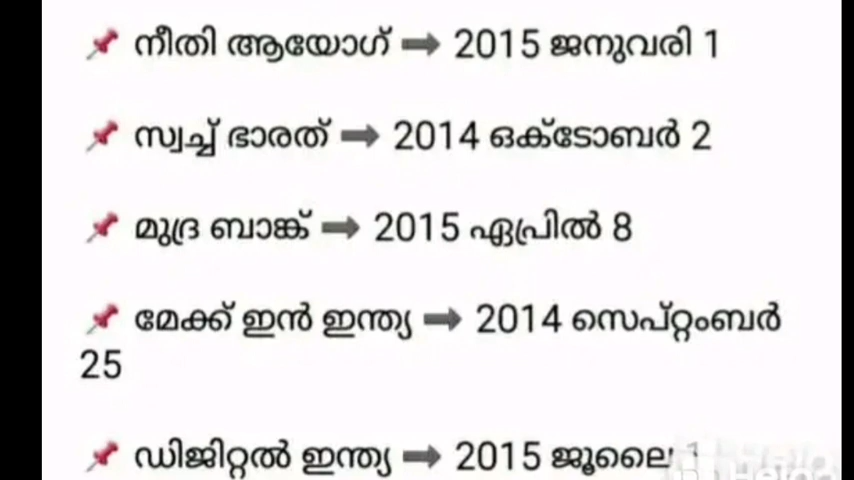 📌 നീതി ആയോഗ് ➡ 2015 ജനുവരി 1
📌 സ്വച്ച് ഭാരത് ➡ 2014 ഒക്ടോബർ 2
📌 മുദ്ര ബാങ്ക് ➡ 2015 ഏപ്രിൽ 8
📌 മേക്ക് ഇൻ ഇന്ത്യ ➡ 2014 സെപ്റ്റംബർ
25
📌 ഡിജിറ്റൽ ഇന്ത്യ ➡ 2015 ജൂലൈ 1